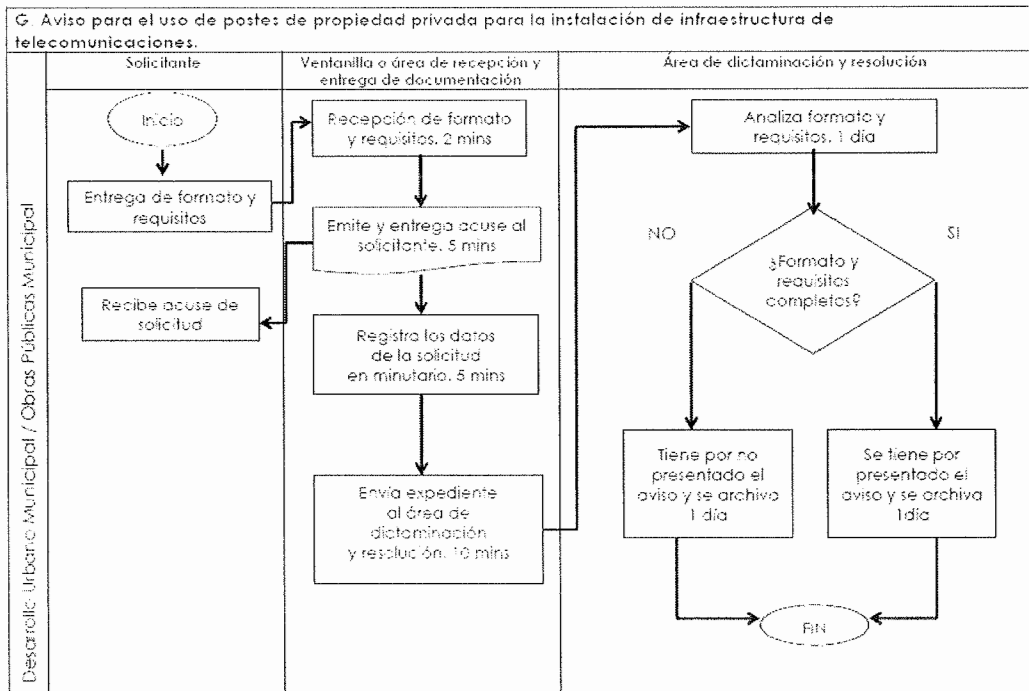 G. Aviso para el uso de postes de propiedad privada para la instalación de infraestructura de
telecomunicaciones.
Desarrollo Urbano Municipal / Obras Públicas Municipal
Solicitante
Inicio
Entrega de formato y
requisitos
Recibe acuse de
solicitud
Ventanilla o área de recepción y
entrega de documentación
Recepción de formato
y requisitos. 2 mins
Emite y entrega acuse al
solicitante. 5 mins
Registra los datos
de la solicitud
en minutario. 5 mins
Envía expediente
al área de
dictaminación
y resolución. 10 mins
Área de dictaminación y resolución
Analiza formato y
requisitos. 1 día
¿Formato y
requisitos
completos?
NO
SI
Tiene por no
presentado el
aviso y se archiva
1 día
Se tiene por
presentado el
aviso y se archiva
1día
FIN